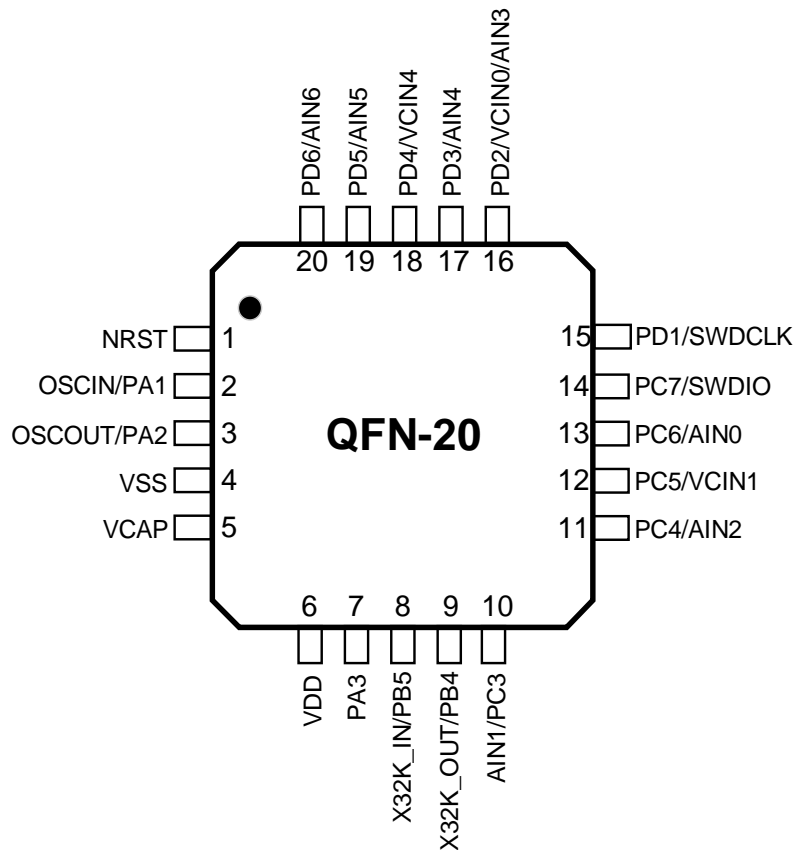 PD6/AIN6
PD5/AIN5
PD4/VCIN4
PD3/AIN4
PD2/VCIN0/AIN3
20 19 18 17 16
NRST 1
OSCIN/PA1 2
OSCOUT/PA2 3
VSS 4
VCAP 5
QFN-20
15 PD1/SWDCLK
14 PC7/SWDIO
13 PC6/AIN0
12 PC5/VCIN1
11 PC4/AIN2
6 7 8 9 10
VDD
PA3
X32K_IN/PB5
X32K_OUT/PB4
AIN1/PC3